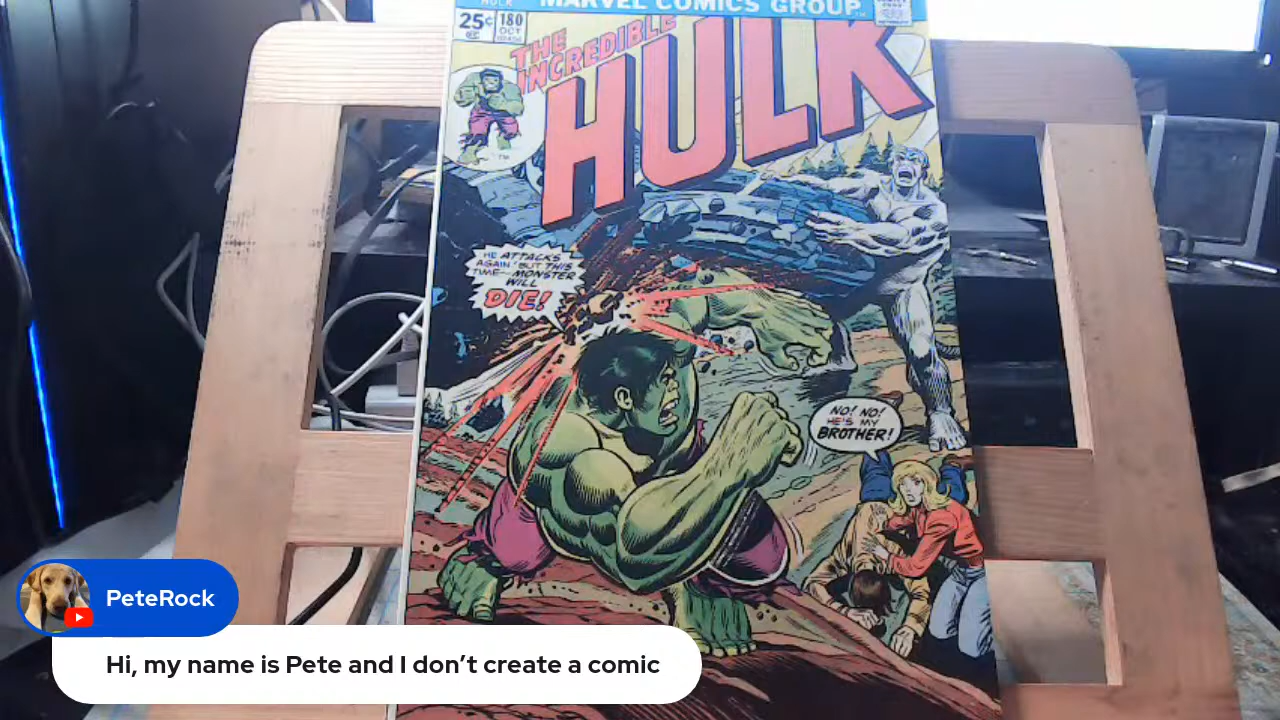 MARVEL COMICS GROUP
25¢ 180
OCT
THE
INCREDIBLE
HULK
HE ATTACKS
AGAIN! BUT THIS
TIME--MONSTER
WILL
DIE!
NO! NO!
HE'S MY
BROTHER!
PeteRock
Hi, my name is Pete and I don’t create a comic